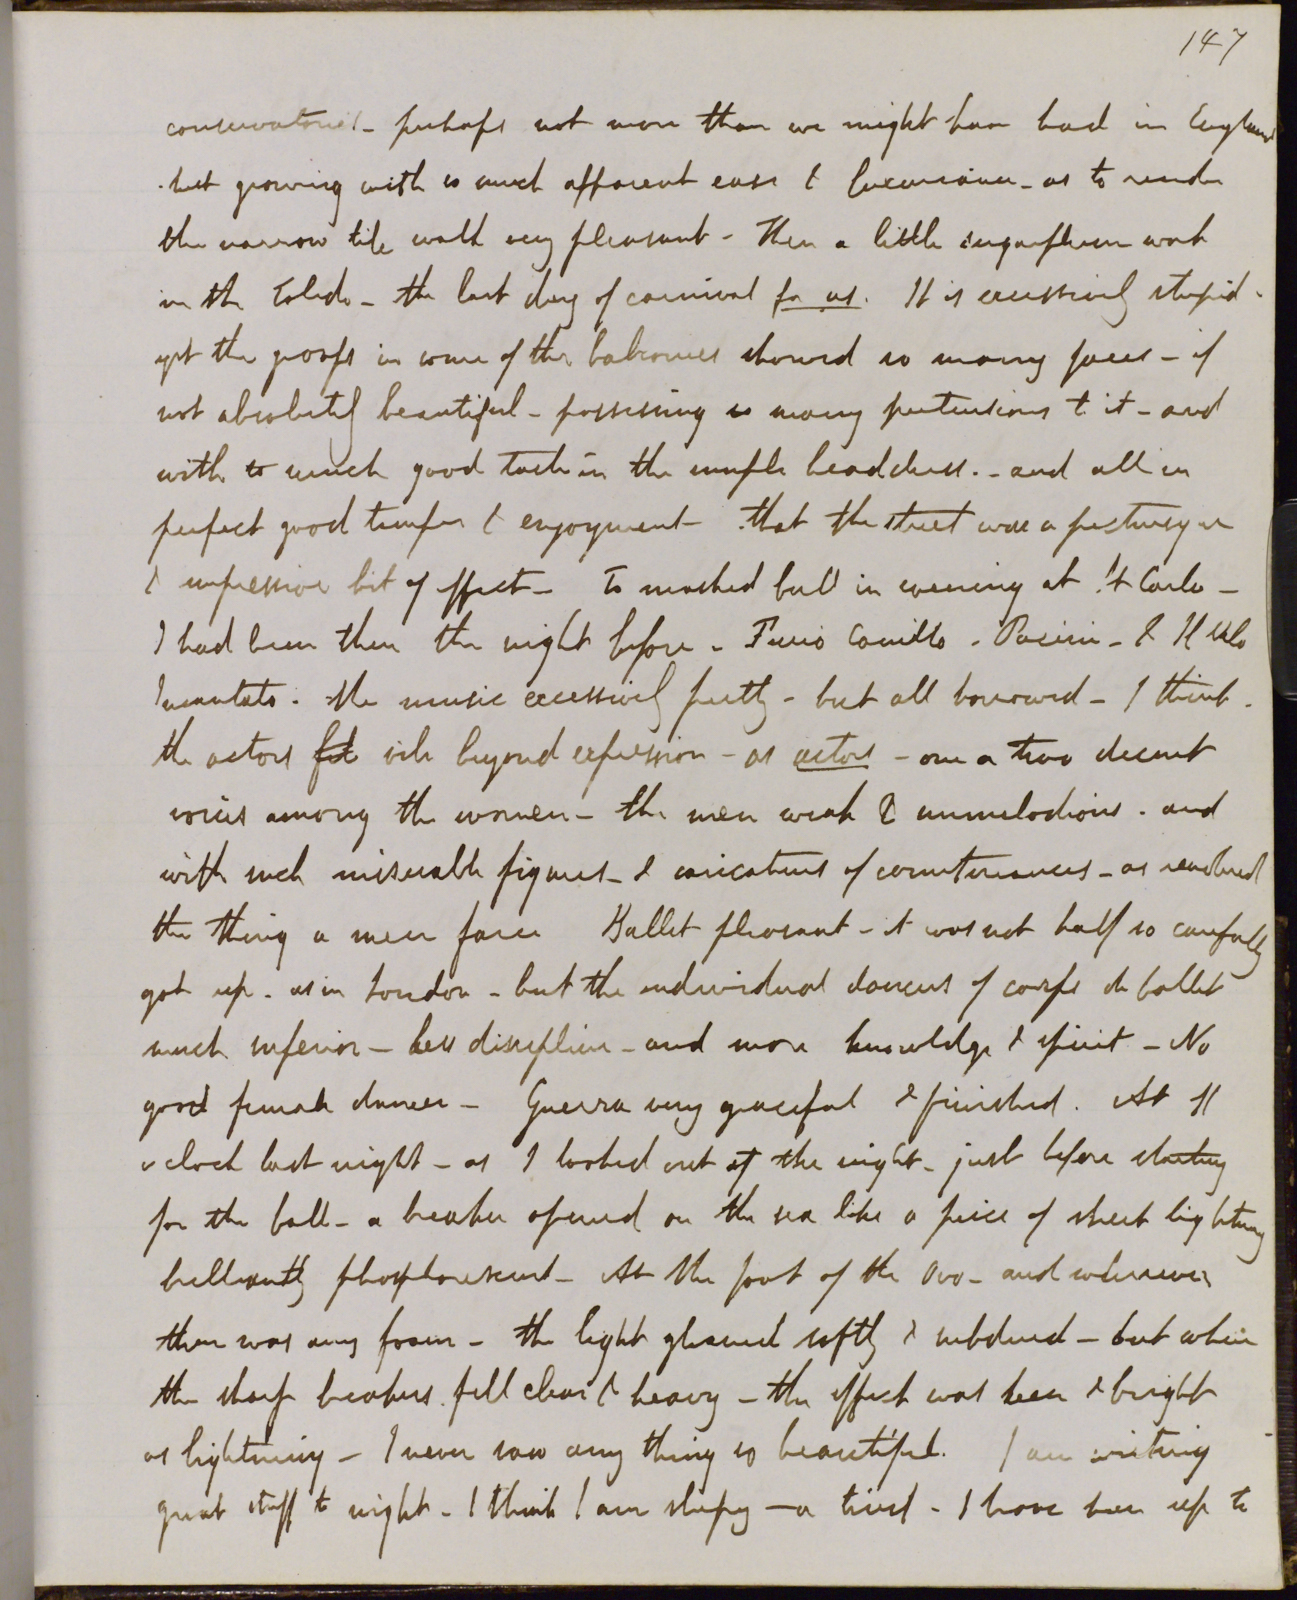 147
conservatories - perhaps not more than we might have had in England
but growing with so much apparent ease & luxuriance - as to render
the narrow tile walk very pleasant - Then a little sugarplum work
in the Toledo - the last day of carnival for us. It is excessively stupid -
yet the groups in some of the balconies showed so many faces - if
not absolutely beautiful - possessing so many pretensions to it - and
with so much good taste in the simple headdress. - and all in
perfect good temper & enjoyment - that the street was a picturesque
& impressive bit of effect - To masked ball in evening at St Carlo -
I had been there the night before - Furio Camillo - Pacini - & Il
Incantato. The music excessively pretty - but all borrowed - I think -
the actors vile beyond expression - as actors - one or two decent
voices among the women - the men weak & unmelodious - and
with such miserable figures - & caricatures of countenances - as rendered
the thing a mere farce Ballet pleasant - it was not half so carefully
got up - as in London - but the individual dancers of corps de ballet
much inferior - less discipline - and more knowledge & spirit - No
good female dancer - Guerra very graceful & finished. At 11
o clock last night - as I looked out at the night - just before starting
for the ball - a breaker opened on the sea like a piece of sheet lightning
brilliantly phosphorescent - At the foot of the Ovo - and wherever
there was any foam - the light gleamed softly & subdued - but where
the sharp breakers fell clear & heavy - the effect was keen & bright
as lightning - I never saw any thing so beautiful. I am writing
great stuff to night - I think I am sleepy - or tired - I have been up to